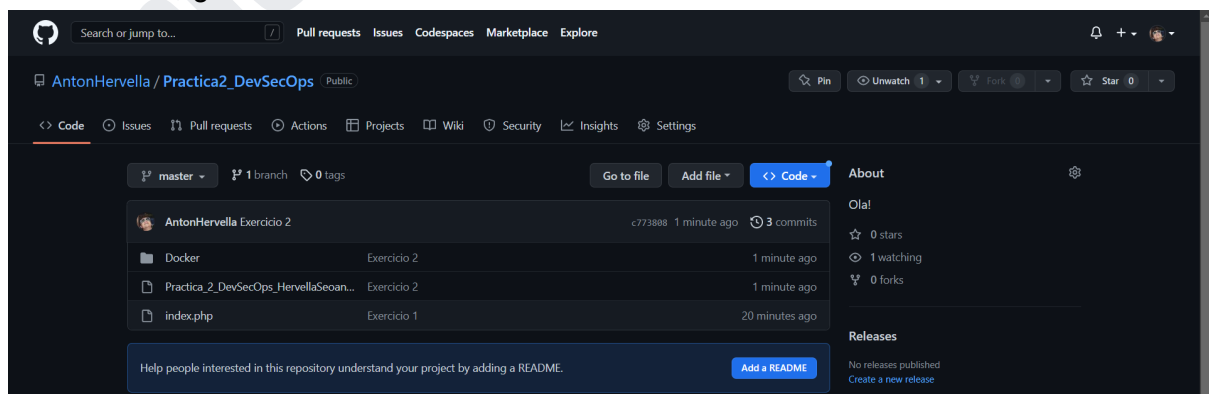 Search or jump to... / Pull requests Issues Codespaces Marketplace Explore
AntonHervella / Practica2_DevSecOps Public Pin Unwatch 1 Fork 0 Star 0
<> Code Issues Pull requests Actions Projects Wiki Security Insights Settings
master 1 branch 0 tags Go to file Add file <> Code About
Ola!
AntonHervella Exercicio 2 c773808 1 minute ago 3 commits
0 stars
Docker Exercicio 2 1 minute ago
1 watching
0 forks
Practica_2_DevSecOps_HervellaSeoan... Exercicio 2 1 minute ago
index.php Exercicio 1 20 minutes ago
Releases
Help people interested in this repository understand your project by adding a README. Add a README
No releases published
Create a new release